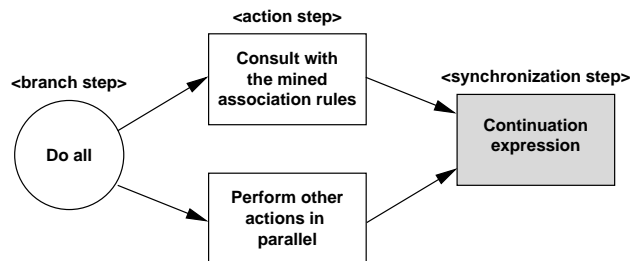 <action step>
Consult with
the mined
association rules
<branch step>
<synchronization step>
Do all
Continuation
expression
Perform other
actions in
parallel